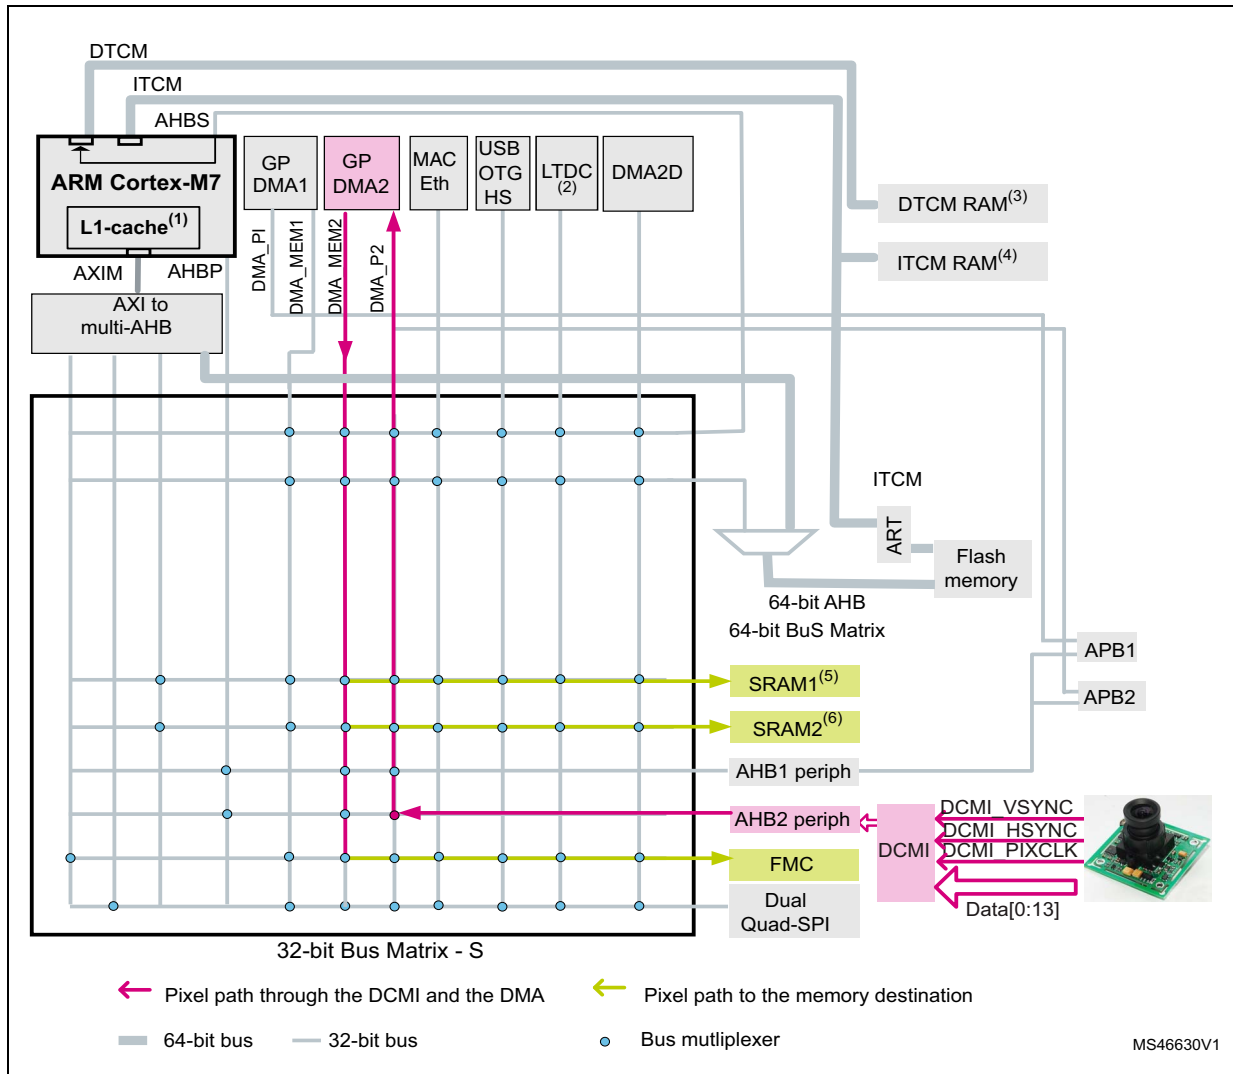 DTCM
ITCM
AHBS
ARM Cortex-M7
L1-cache(1)
GP
DMA1
GP
DMA2
MAC
Eth
USB
OTG
HS
LTDC
(2)
DMA2D
DTCM RAM(3)
ITCM RAM(4)
AXIM
AHBP
DMA_PI
DMA_MEM1
DMA_MEM2
DMA_P2
AXI to
multi-AHB
ITCM
ART
Flash
memory
64-bit AHB
64-bit BuS Matrix
APB1
APB2
SRAM1(5)
SRAM2(6)
AHB1 periph
AHB2 periph
FMC
Dual
Quad-SPI
DCMI
DCMI_VSYNC
DCMI_HSYNC
DCMI_PIXCLK
Data[0:13]
32-bit Bus Matrix - S
Pixel path through the DCMI and the DMA
Pixel path to the memory destination
64-bit bus
32-bit bus
Bus mutliplexer
MS46630V1